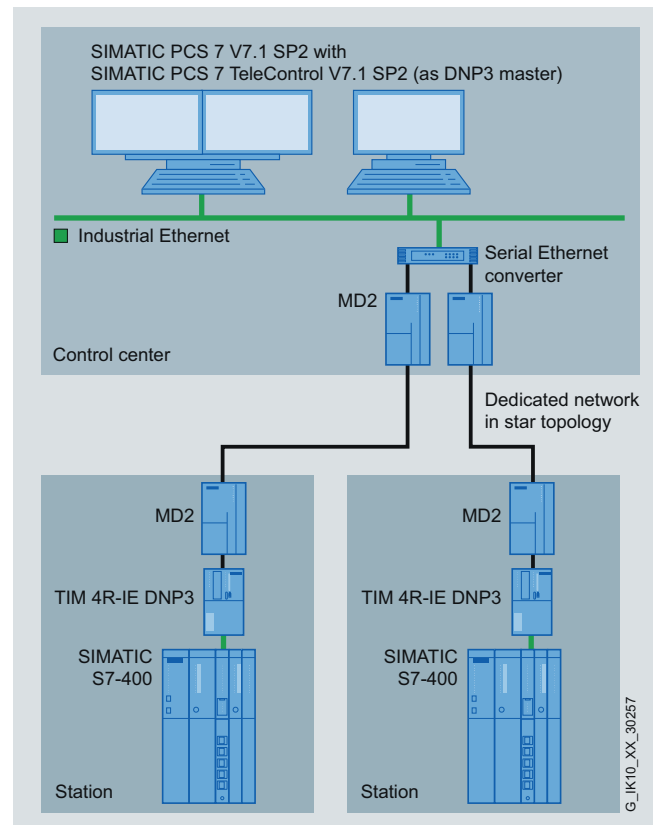 SIMATIC PCS 7 V7.1 SP2 with
SIMATIC PCS 7 TeleControl V7.1 SP2 (as DNP3 master)
Industrial Ethernet
Serial Ethernet
converter
MD2
Control center
Dedicated network
in star topology
MD2
TIM 4R-IE DNP3
SIMATIC
S7-400
Station
MD2
TIM 4R-IE DNP3
SIMATIC
S7-400
Station
G_IK10_XX_30257